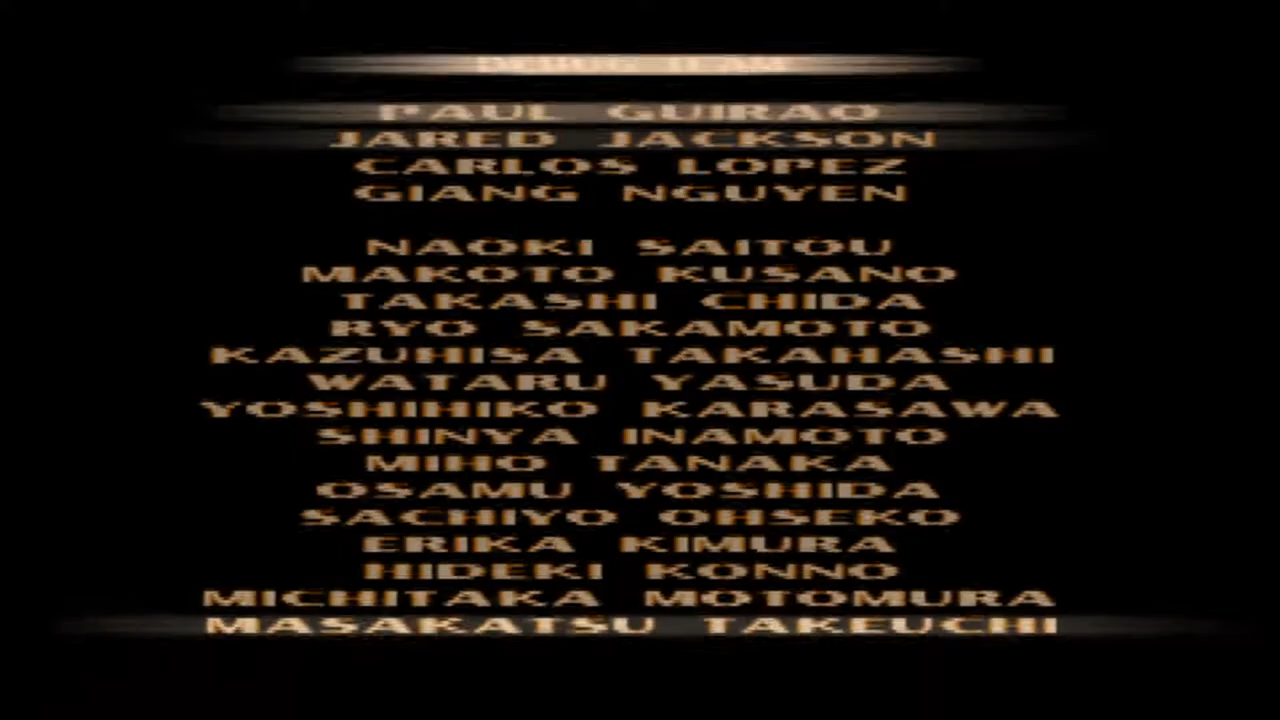 DEBUG TEAM
PAUL GUIRAO
JARED JACKSON
CARLOS LOPEZ
GIANG NGUYEN
NAOKI SAITOU
MAKOTO KUSANO
TAKASHI CHIDA
RYO SAKAMOTO
KAZUHISA TAKAHASHI
WATARU YASUDA
YOSHIHIKO KARASAWA
SHINYA INAMOTO
MIHO TANAKA
OSAMU YOSHIDA
SACHIYO OHSEKO
ERIKA KIMURA
HIDEKI KONNO
MICHITAKA MOTOMURA
MASAKATSU TAKEUCHI